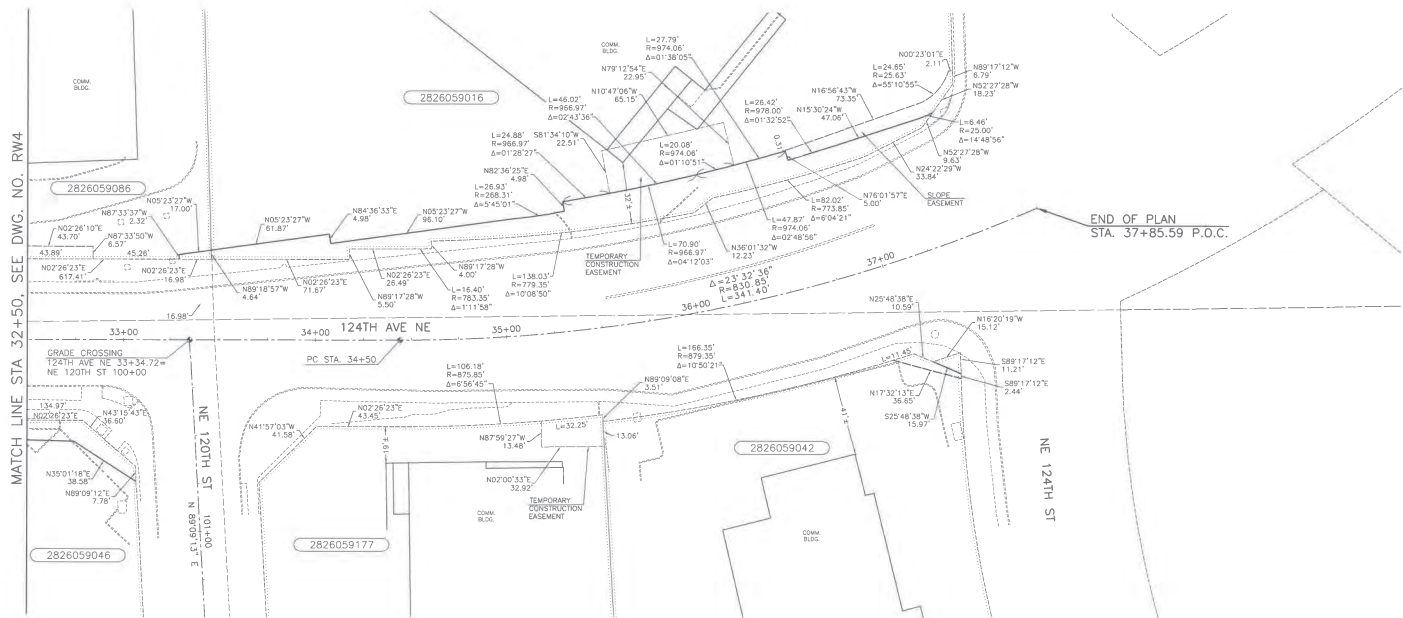 MATCH LINE STA 32+50, SEE DWG. NO. RW4
COMM.
BLDG.
2826059086
2826059016
COMM.
BLDG.
L=27.79'
R=974.06'
Δ=01°38'05"
N79°12'54"E
22.95'
N10°47'06"W
65.15'
L=46.02'
R=966.97'
Δ=02°43'36"
S81°34'10"W
22.51'
L=24.88'
R=966.97'
Δ=01°28'27"
N82°36'25"E
4.98'
L=26.93'
R=268.31'
Δ=5°45'01"
L=20.08'
R=974.06'
Δ=01°10'51"
L=26.42'
R=978.00'
Δ=01°32'52"
0.31'
N15°30'24"W
47.06'
N16°56'43"W
73.35'
L=24.65'
R=25.63'
Δ=55°10'55"
N00°23'01"E
2.11'
N89°17'12"W
6.79'
N52°27'28"W
18.23'
L=6.46'
R=25.00'
Δ=14°48'56"
N52°27'28"W
9.63'
N24°22'29"W
33.84'
SLOPE
EASEMENT
N76°01'57"E
5.00'
L=82.02'
R=773.85'
Δ=6°04'21"
L=47.87'
R=974.06'
Δ=02°48'56"
N36°01'32"W
12.23'
L=70.90'
R=966.97'
Δ=04°12'03"
32'±
TEMPORARY
CONSTRUCTION
EASEMENT
L=138.03'
R=779.35'
Δ=10°08'50"
N89°17'28"W
4.00'
L=16.40'
R=783.35'
Δ=1°11'58"
N02°26'23"E
26.49'
N89°17'28"W
5.50'
N02°26'23"E
71.67'
N89°18'57"W
4.64'
N05°23'27"W
96.10'
N84°36'33"E
4.98'
N05°23'27"W
61.87'
N05°23'27"W
17.00'
N87°33'37"W
2.32'
N02°26'10"E
43.70'
N87°33'50"W
6.57'
43.89'
45.26'
N02°26'23"E
617.41'
N02°26'23"E
16.98'
16.98'
33+00
34+00
124TH AVE NE
35+00
36+00
37+00
Δ=23°32'36"
R=830.85'
L=341.40'
END OF PLAN
STA. 37+85.59 P.O.C.
GRADE CROSSING
124TH AVE NE 33+34.72=
NE 120TH ST 100+00
PC STA. 34+50
134.97'
N02°26'23"E
N43°15'43"E
36.60'
N35°01'18"E
38.58'
N89°09'12"E
7.78'
2826059046
NE 120TH ST
101+00
N 89°09'13" E
N41°57'03"W
41.58'
N02°26'23"E
43.45'
L=106.18'
R=875.85'
Δ=6°56'45"
19'±
N87°59'27"W
13.48'
L=32.25'
13.06'
N02°00'33"E
32.92'
TEMPORARY
CONSTRUCTION
EASEMENT
COMM.
BLDG.
2826059177
N89°09'08"E
3.51'
L=166.35'
R=879.35'
Δ=10°50'21"
41'±
2826059042
COMM.
BLDG.
L=11.45'
N25°48'38"E
10.59'
N16°20'19"W
15.12'
S89°17'12"E
11.21'
S89°17'12"E
2.44'
N17°32'13"E
36.65'
S25°48'38"W
15.97'
NE 124TH ST